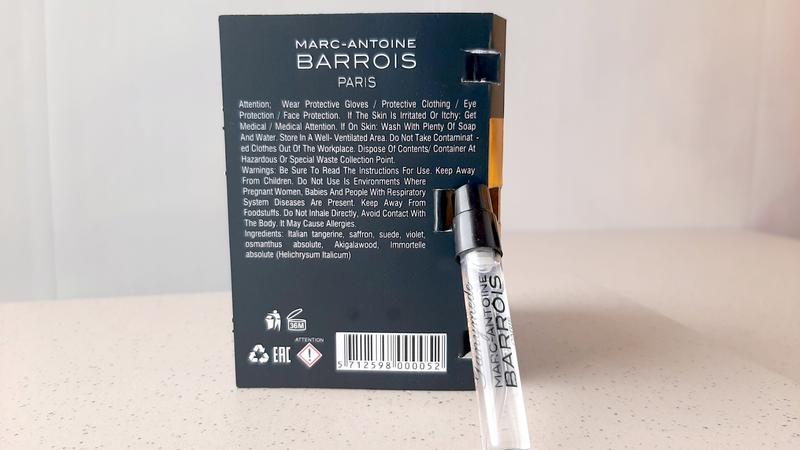 MARC-ANTOINE
BARROIS
PARIS
Attention; Wear Protective Gloves / Protective Clothing / Eye
Protection / Face Protection. If The Skin Is Irritated Or Itchy: Get
Medical / Medical Attention. If On Skin: Wash With Plenty Of Soap
And Water. Store In A Well- Ventilated Area. Do Not Take Contaminat -
ed Clothes Out Of The Workplace. Dispose Of Contents/ Container At
Hazardous Or Special Waste Collection Point.
Warnings: Be Sure To Read The Instructions For Use. Keep Away
From Children. Do Not Use Is Environments Where
Pregnant Women, Babies And People With Respiratory
System Diseases Are Present. Keep Away From
Foodstuffs. Do Not Inhale Directly, Avoid Contact With
The Body. It May Cause Allergies.
Ingredients: Italian tangerine, saffron, suede, violet,
osmanthus absolute, Akigalawood, Immortelle
absolute (Helichrysum Italicum)
36M
EAC
ATTENTION
5 712598 000052
Ganymede
MARC-ANTOINE
BARROIS